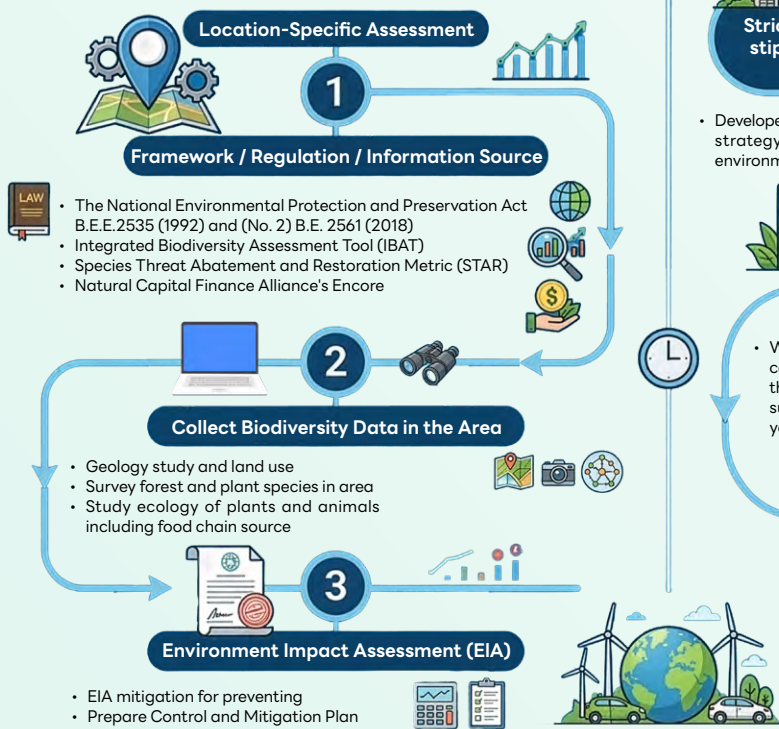 Location-Specific Assessment
1
Framework / Regulation / Information Source
LAW
• The National Environmental Protection and Preservation Act
B.E.E.2535 (1992) and (No. 2) B.E. 2561 (2018)
• Integrated Biodiversity Assessment Tool (IBAT)
• Species Threat Abatement and Restoration Metric (STAR)
• Natural Capital Finance Alliance's Encore
$
2
Collect Biodiversity Data in the Area
• Geology study and land use
• Survey forest and plant species in area
• Study ecology of plants and animals
including food chain source
3
Environment Impact Assessment (EIA)
• EIA mitigation for preventing
• Prepare Control and Mitigation Plan
stip
• Develope
strategy
environm